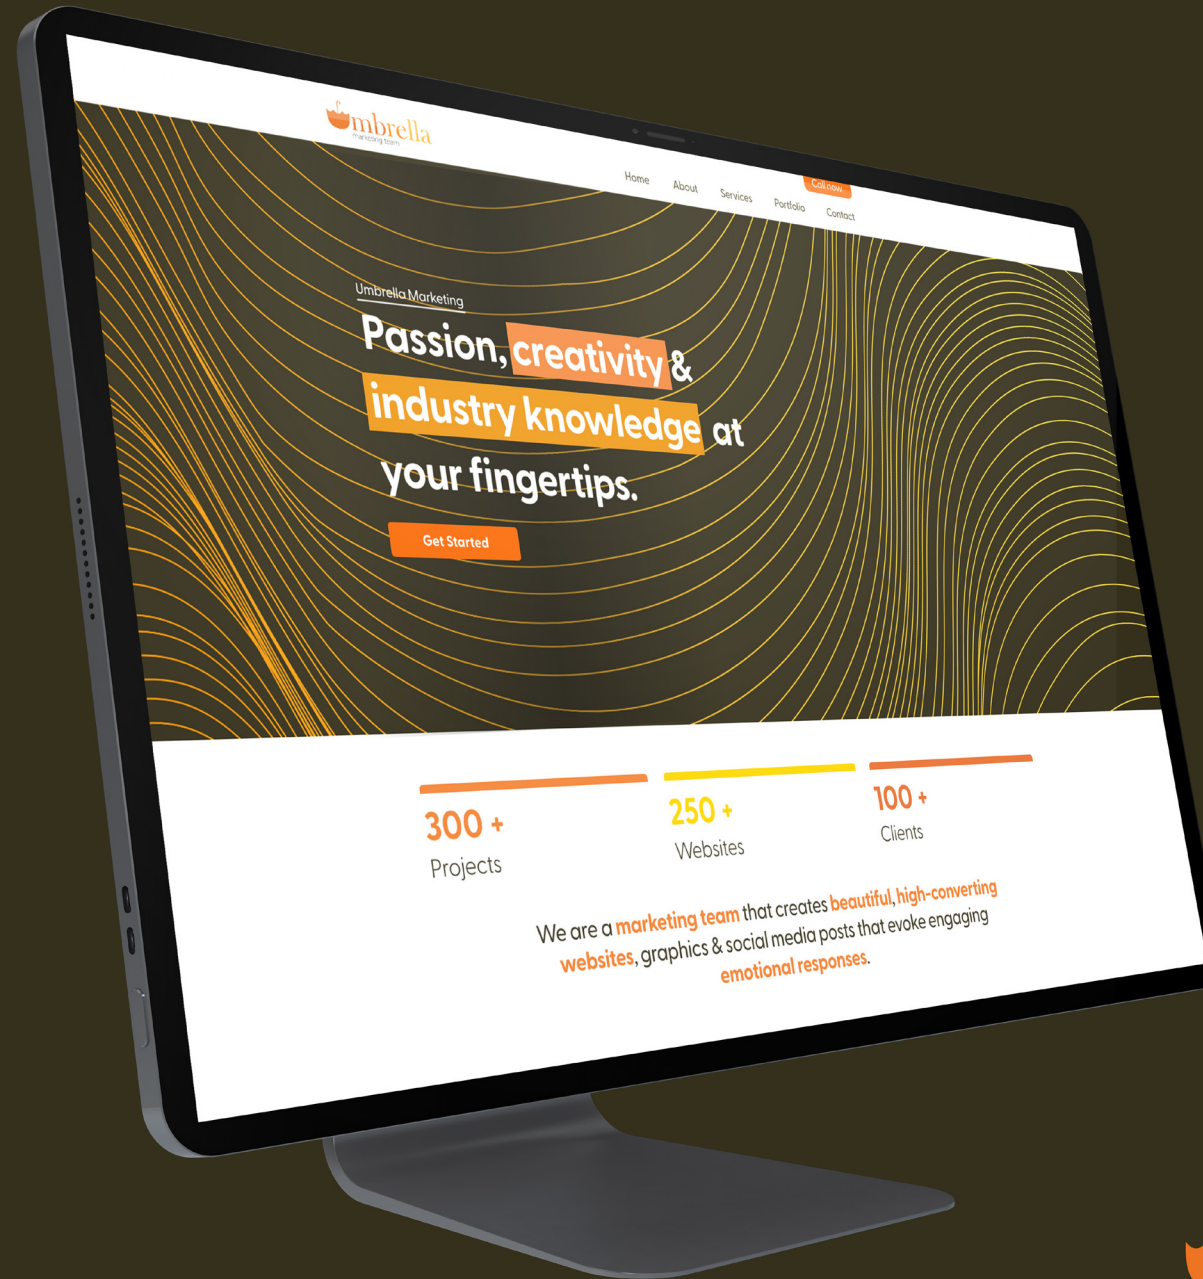 Umbrella
marketing team
Call now
Home About Services Portfolio Contact
Umbrella Marketing
Passion, creativity &
industry knowledge at
your fingertips.
Get Started
300 +
Projects
250 +
Websites
100 +
Clients
We are a marketing team that creates beautiful, high-converting
websites, graphics & social media posts that evoke engaging
emotional responses.